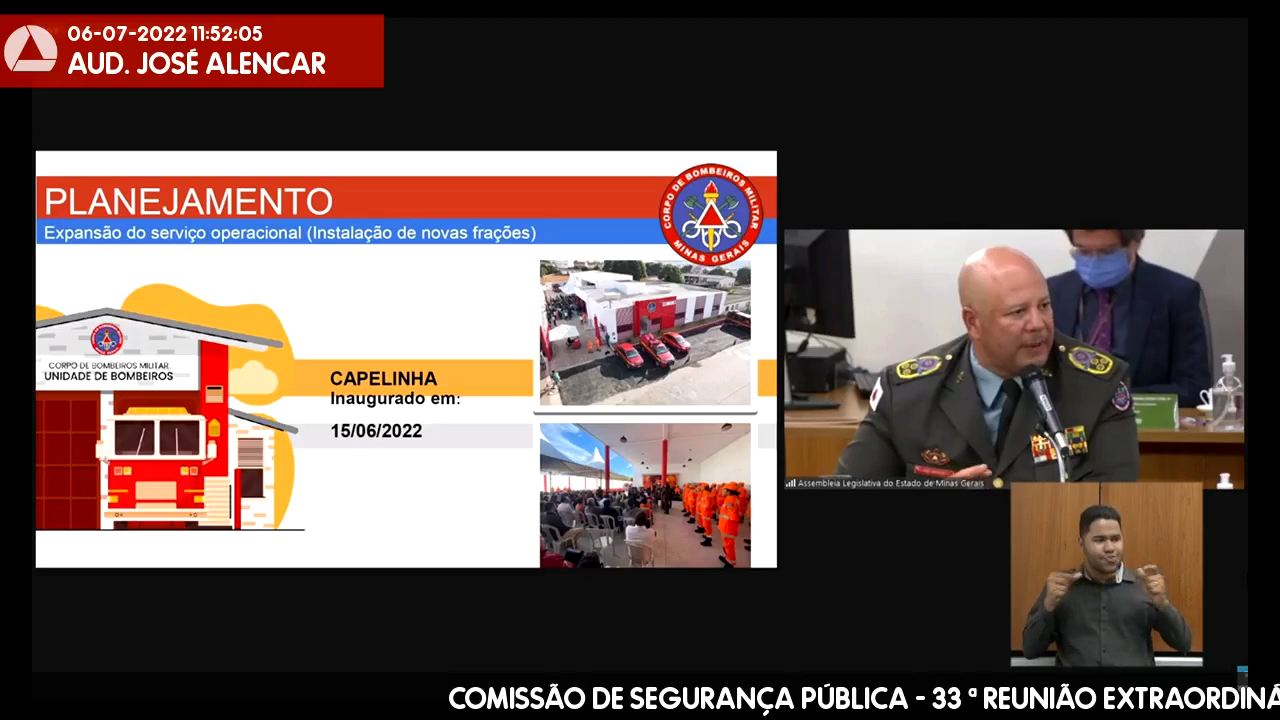 06-07-2022 11:52:05
AUD. JOSÉ ALENCAR
PLANEJAMENTO
Expansão do serviço operacional (Instalação de novas frações)
CORPO DE BOMBEIROS MILITAR
MINAS GERAIS
CORPO DE BOMBEIROS MILITAR
UNIDADE DE BOMBEIROS
CAPELINHA
Inaugurado em:
15/06/2022
Assembleia Legislativa do Estado de Minas Gerais
COMISSÃO DE SEGURANÇA PÚBLICA - 33 ª REUNIÃO EXTRAORDINÁ